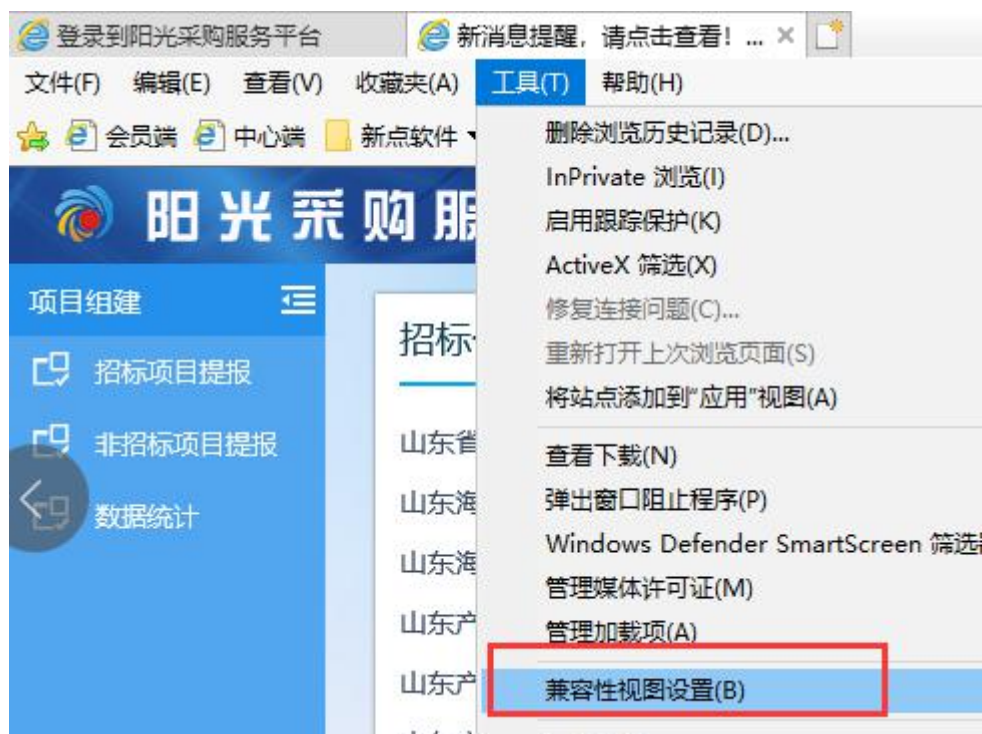 登录到阳光采购服务平台
新消息提醒，请点击查看！...
文件(F) 编辑(E) 查看(V) 收藏夹(A) 工具(T) 帮助(H)
会员端 中心端 新点软件
阳光采购服
项目组建
招标项目提报
非招标项目提报
数据统计
招标
山东省
山东海
山东海
山东产
山东产
删除浏览历史记录(D)...
InPrivate 浏览(I)
启用跟踪保护(K)
ActiveX 筛选(X)
修复连接问题(C)...
重新打开上次浏览页面(S)
将站点添加到“应用”视图(A)
查看下载(N)
弹出窗口阻止程序(P)
Windows Defender SmartScreen 筛选器
管理媒体许可证(M)
管理加载项(A)
兼容性视图设置(B)